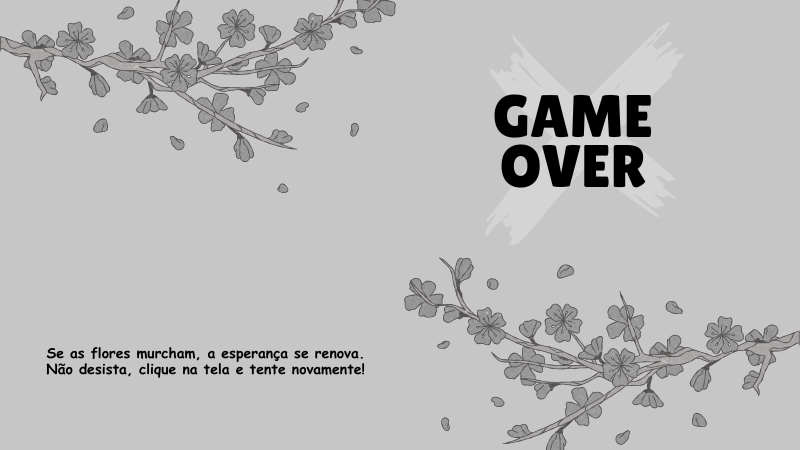 GAME
OVER
Se as flores murcham, a esperança se renova.
Não desista, clique na tela e tente novamente!